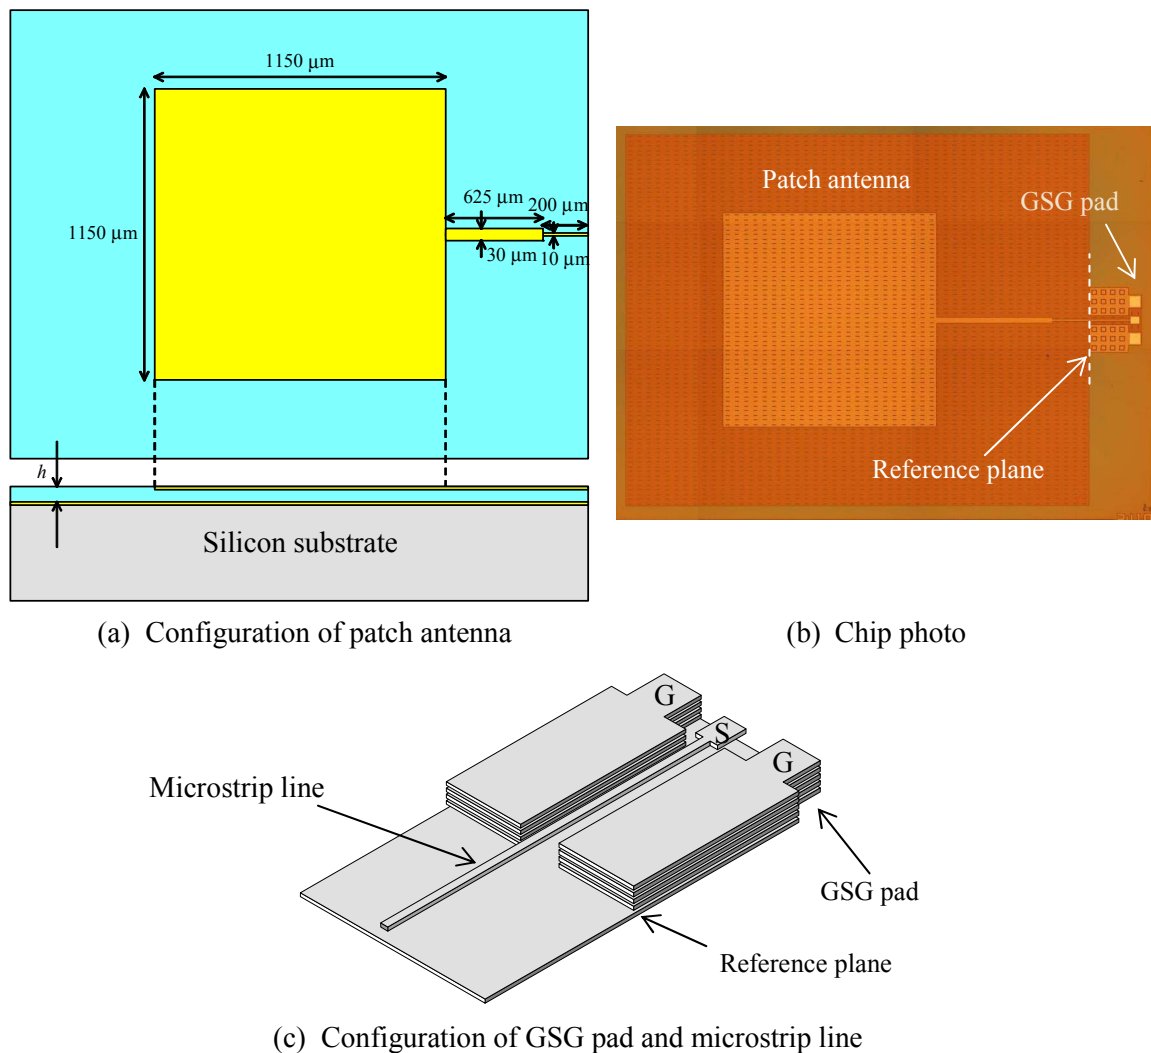 1150 μm
1150 μm
625 μm
200 μm
30 μm
10 μm
h
Silicon substrate
(a) Configuration of patch antenna
Patch antenna
GSG pad
Reference plane
(b) Chip photo
G
S
G
Microstrip line
GSG pad
Reference plane
(c) Configuration of GSG pad and microstrip line